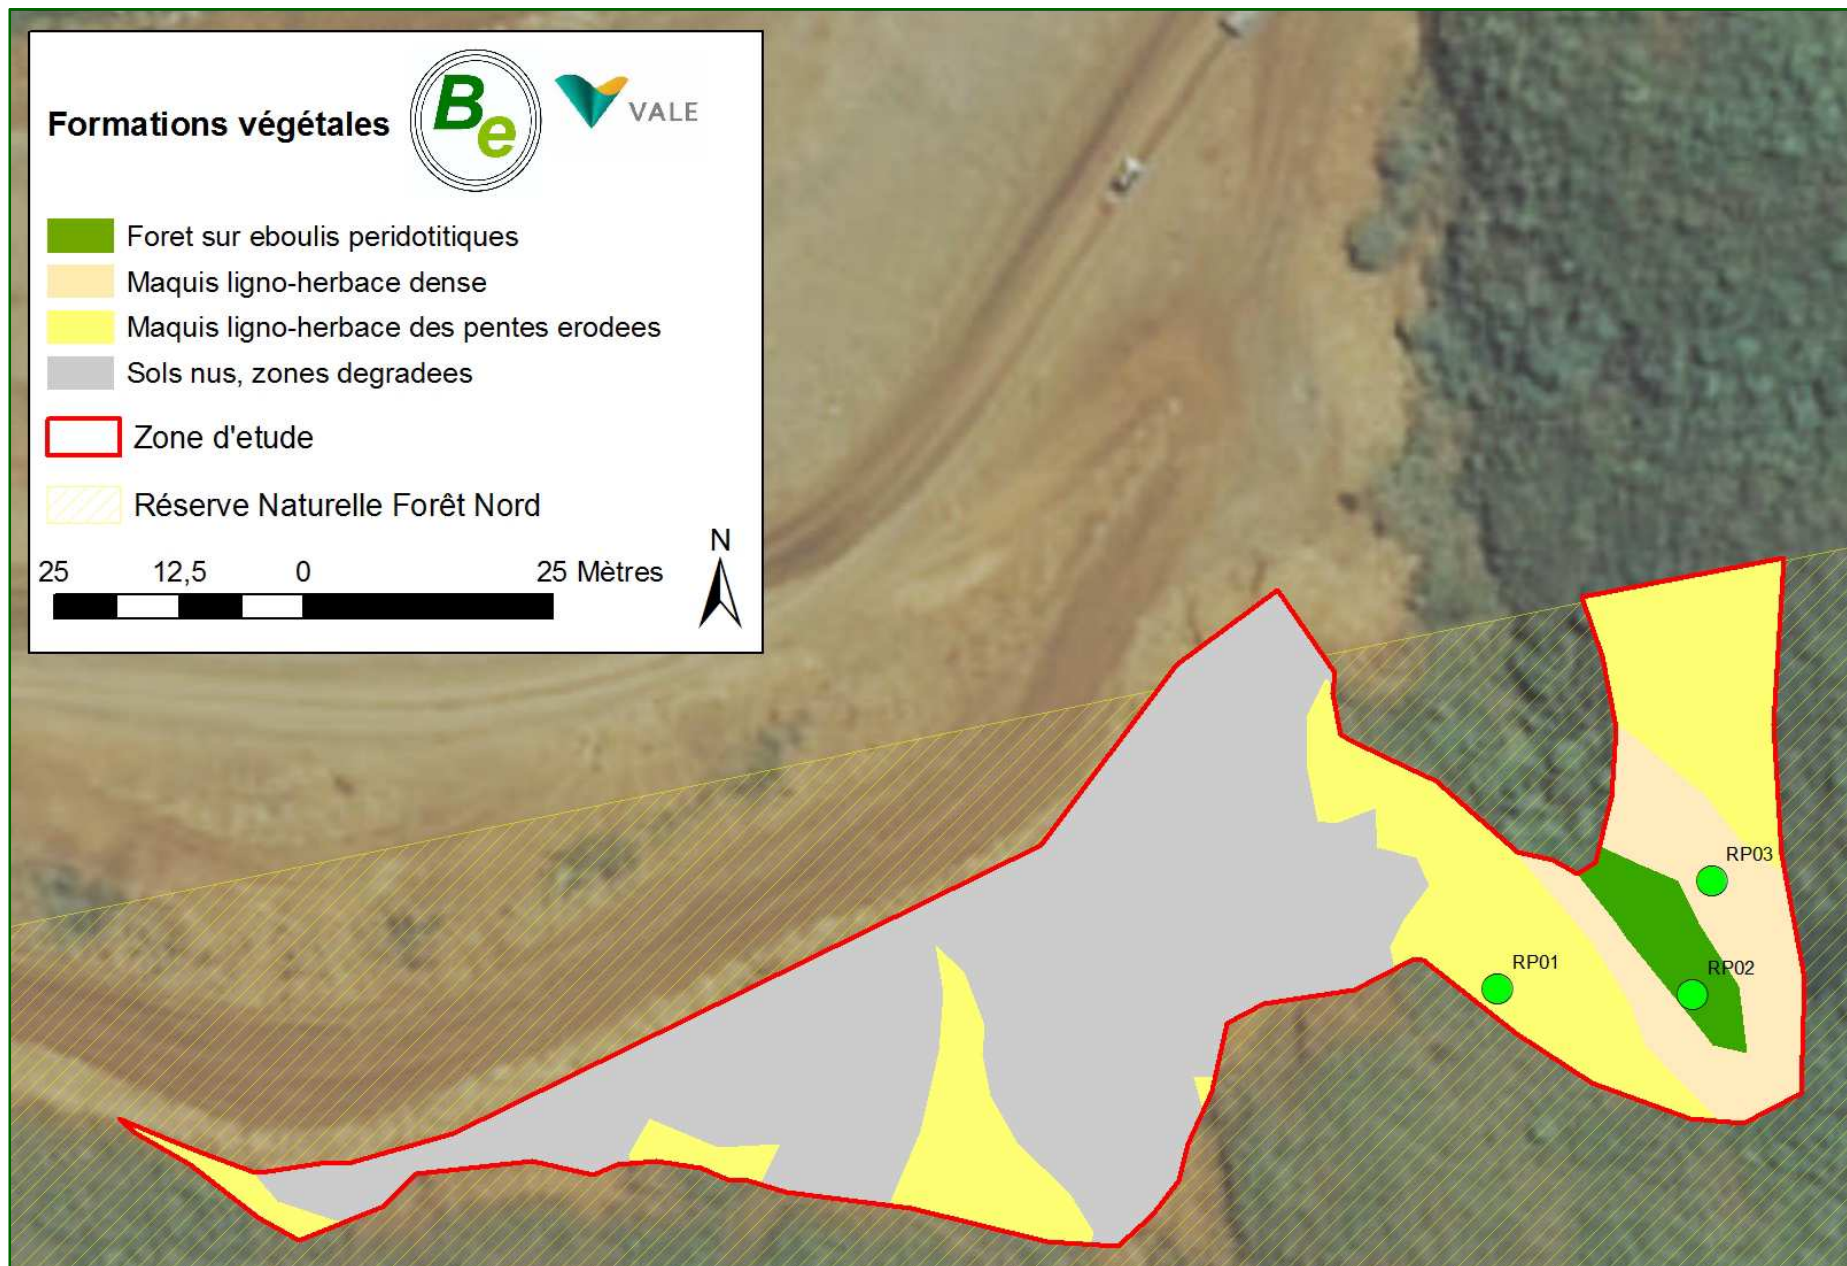 Formations végétales
Be
VALE
Foret sur eboulis peridotitiques
Maquis ligno-herbace dense
Maquis ligno-herbace des pentes erodees
Sols nus, zones degradees
Zone d'etude
Réserve Naturelle Forêt Nord
N
25 12,5 0 25 Mètres
RP03
RP01
RP02